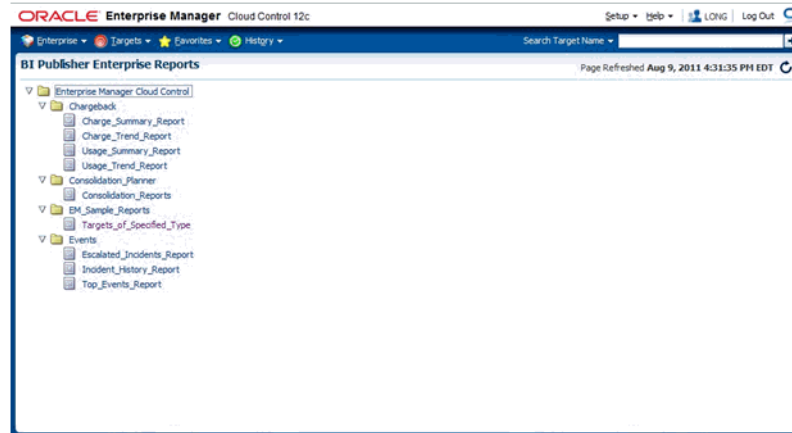 ORACLE Enterprise Manager Cloud Control 12c Setup Help LONG Log Out
Enterprise Targets Favorites History Search Target Name
BI Publisher Enterprise Reports Page Refreshed Aug 9, 2011 4:31:35 PM EDT
Enterprise Manager Cloud Control
Chargeback
Charge_Summary_Report
Charge_Trend_Report
Usage_Summary_Report
Usage_Trend_Report
Consolidation_Planner
Consolidation_Reports
EM_Sample_Reports
Targets_of_Specified_Type
Events
Escalated_Incidents_Report
Incident_History_Report
Top_Events_Report